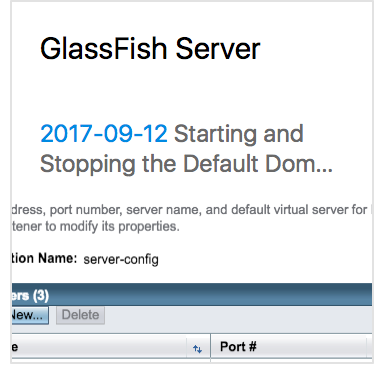 GlassFish Server
2017-09-12 Starting and
Stopping the Default Dom...
dress, port number, server name, and default virtual server for
tener to modify its properties.
tion Name: server-config
ers (3)
New... Delete
e Port #